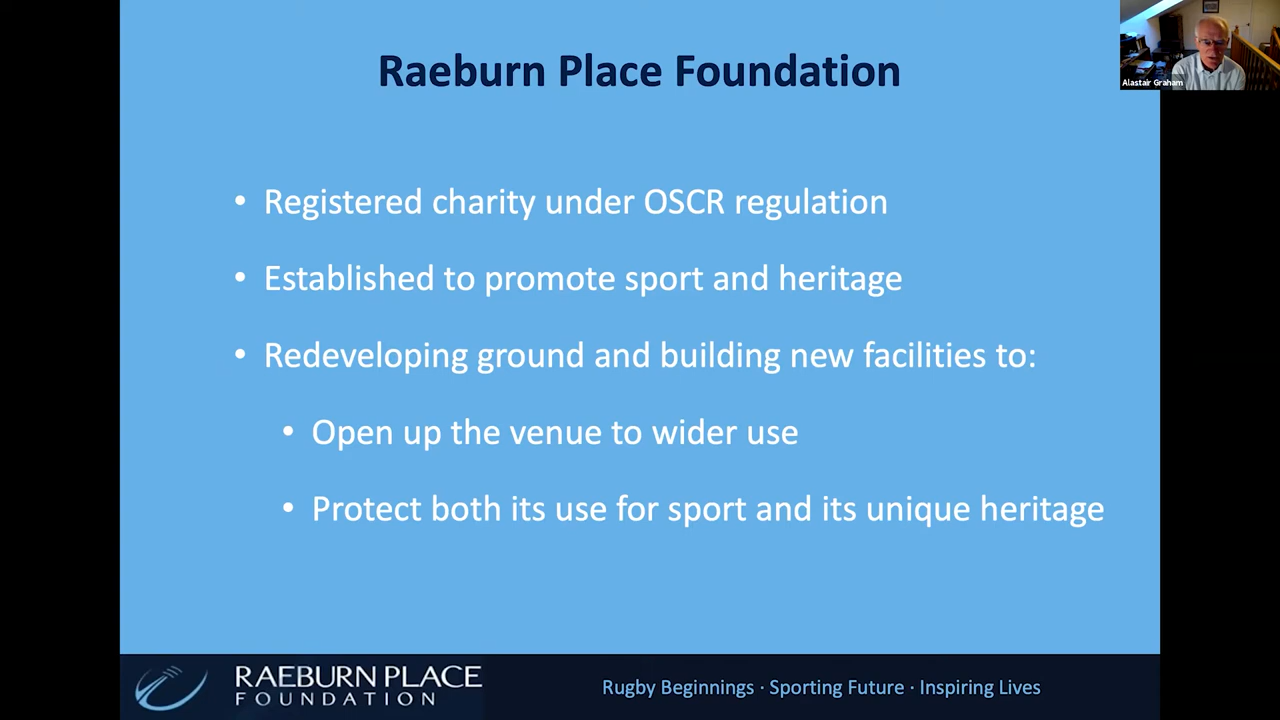 Raeburn Place Foundation
Alastair Graham
• Registered charity under OSCR regulation
• Established to promote sport and heritage
• Redeveloping ground and building new facilities to:
• Open up the venue to wider use
• Protect both its use for sport and its unique heritage
RAEBURN PLACE
FOUNDATION
Rugby Beginnings · Sporting Future · Inspiring Lives